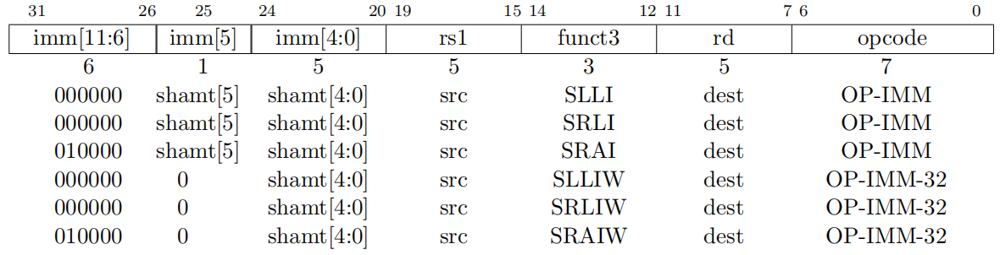 31 26 25 24 20 19 15 14 12 11 7 6 0
imm[11:6] imm[5] imm[4:0] rs1 funct3 rd opcode
6 1 5 5 3 5 7
000000 shamt[5] shamt[4:0] src SLLI dest OP-IMM
000000 shamt[5] shamt[4:0] src SRLI dest OP-IMM
010000 shamt[5] shamt[4:0] src SRAI dest OP-IMM
000000 0 shamt[4:0] src SLLIW dest OP-IMM-32
000000 0 shamt[4:0] src SRLIW dest OP-IMM-32
010000 0 shamt[4:0] src SRAIW dest OP-IMM-32